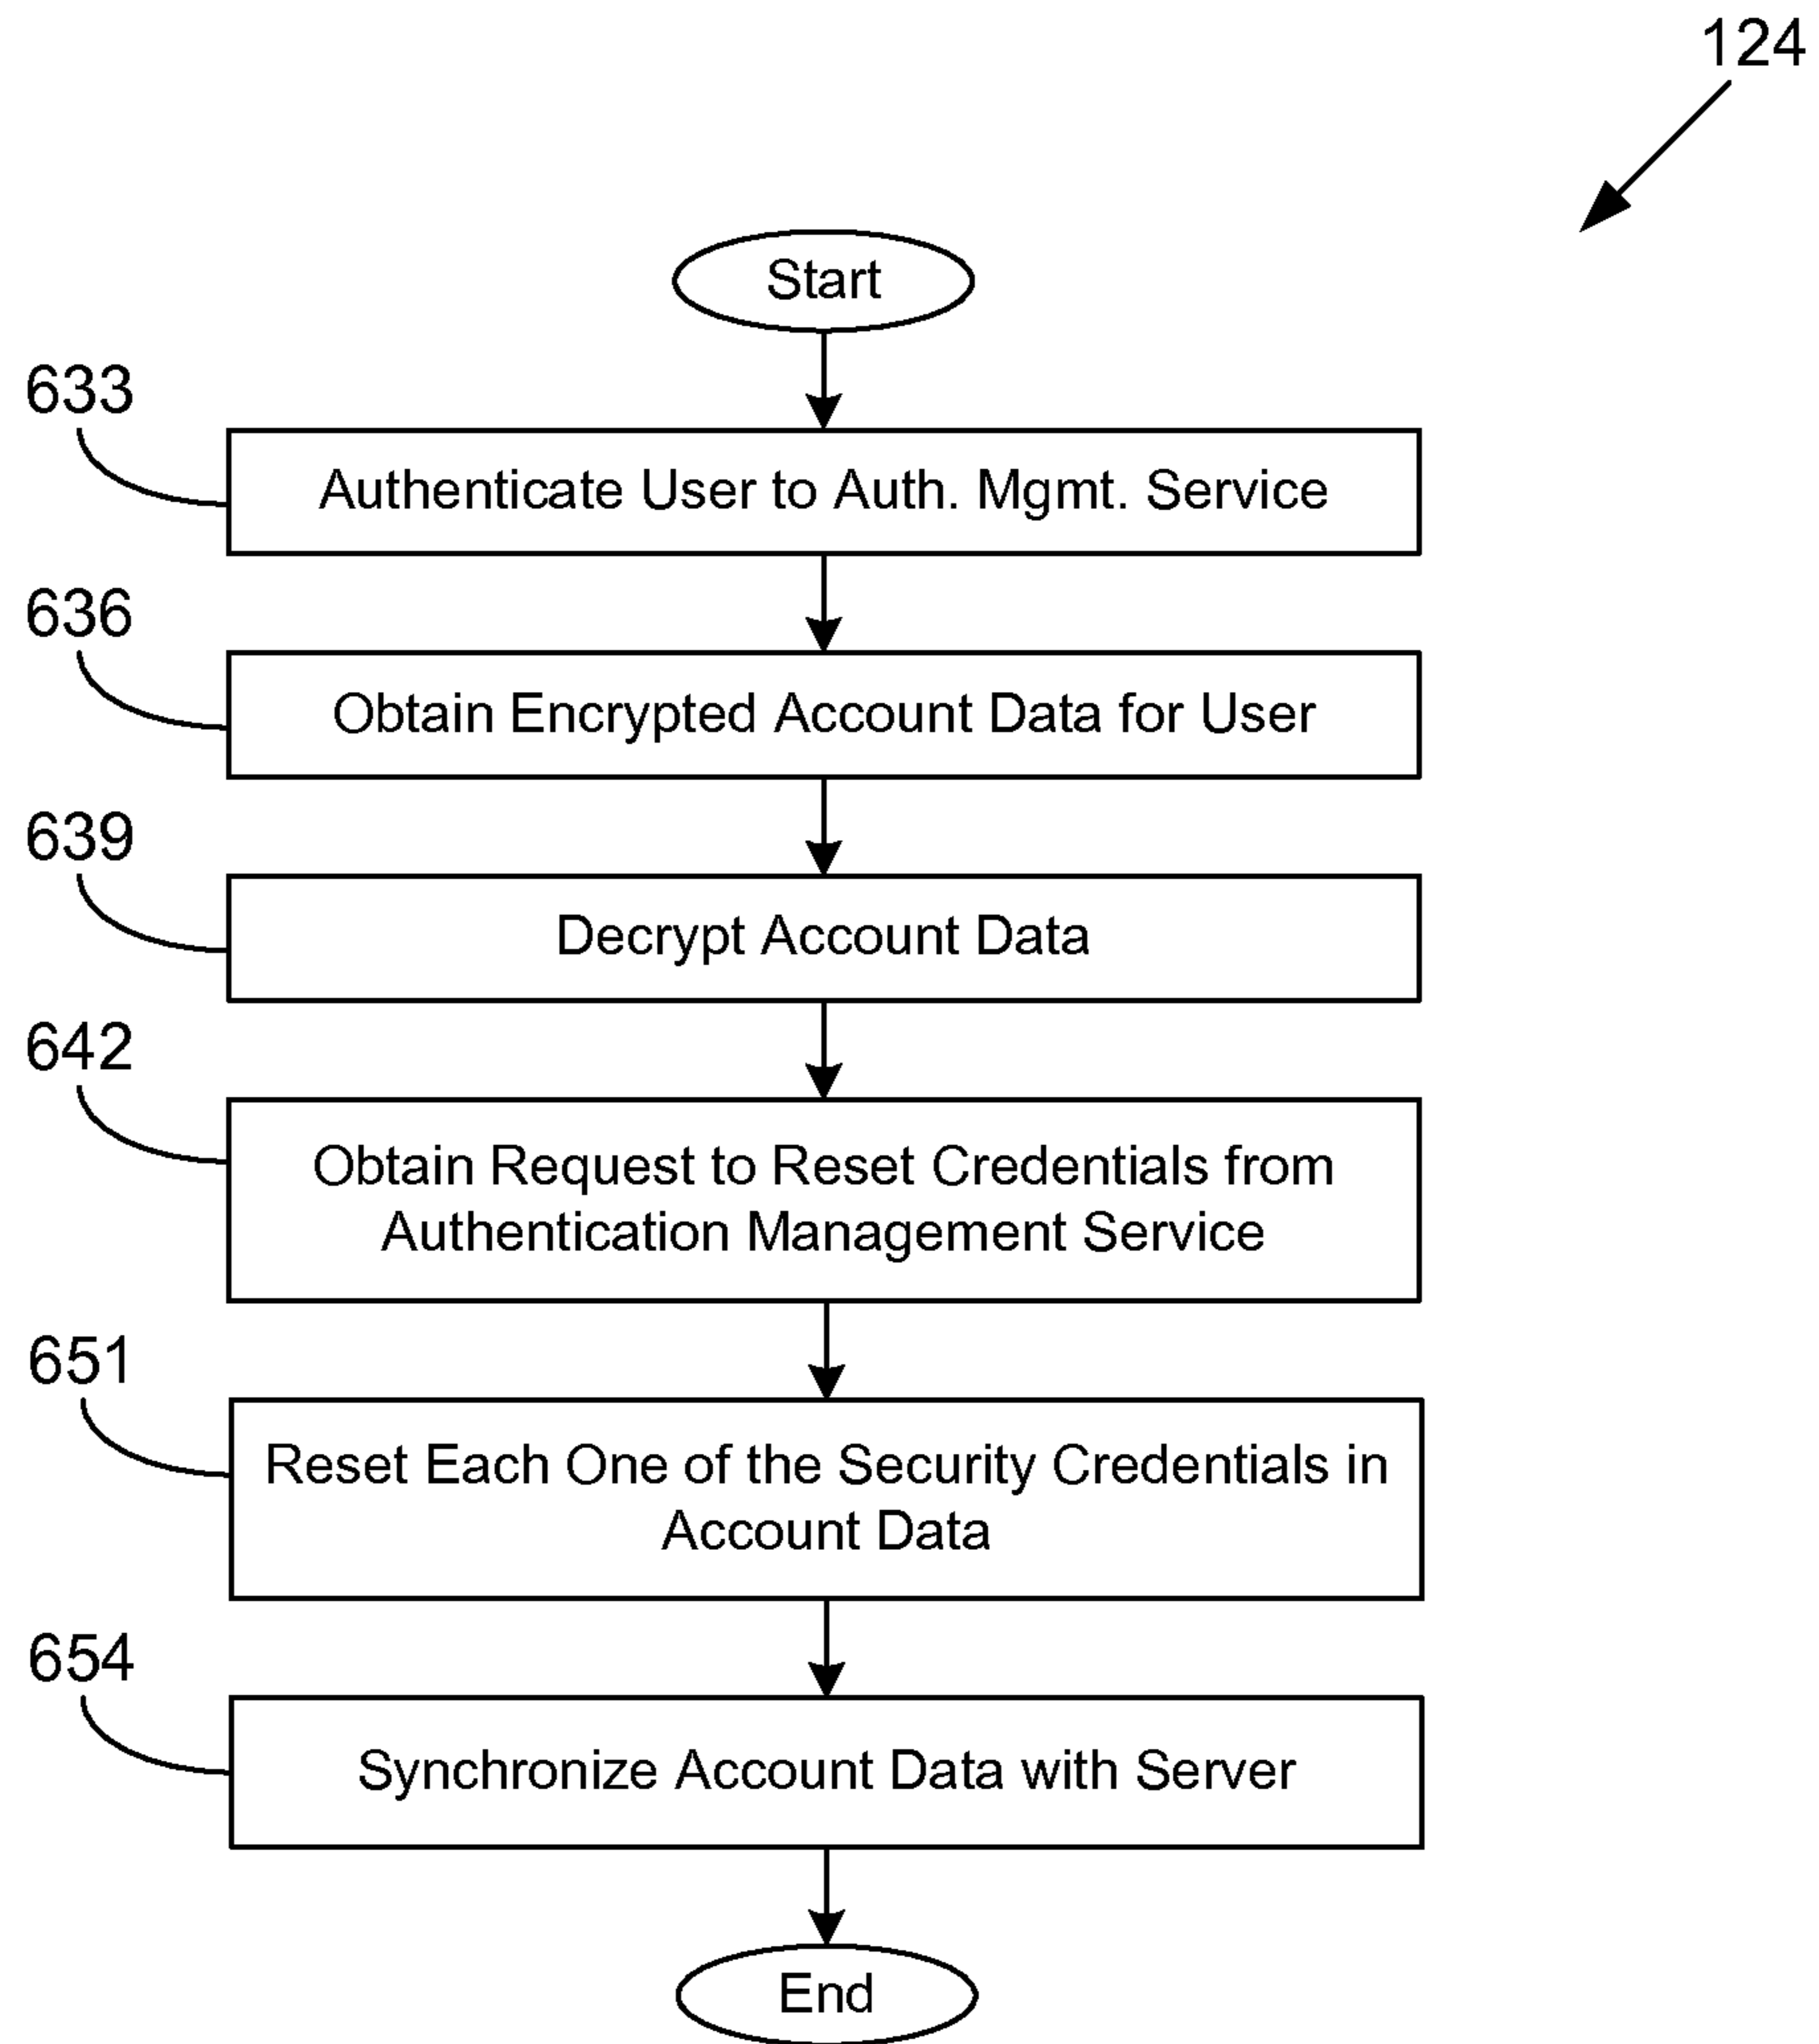 124
Start
633
Authenticate User to Auth. Mgmt. Service
636
Obtain Encrypted Account Data for User
639
Decrypt Account Data
642
Obtain Request to Reset Credentials from
Authentication Management Service
651
Reset Each One of the Security Credentials in
Account Data
654
Synchronize Account Data with Server
End